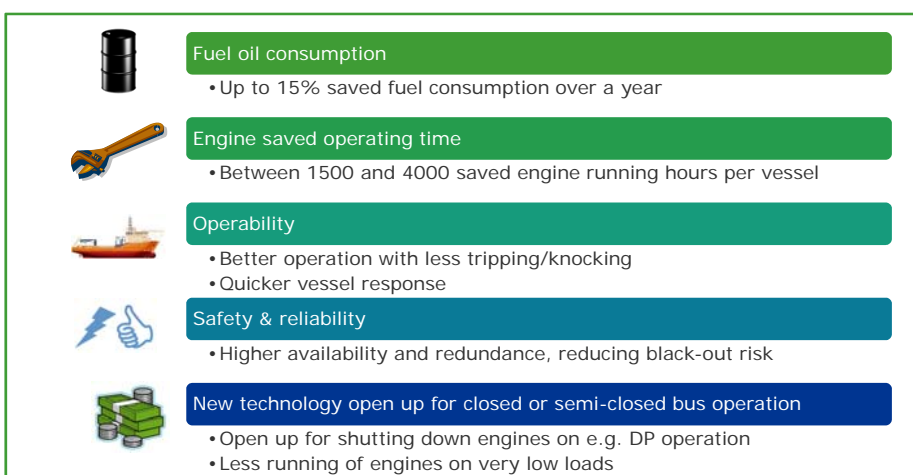 Fuel oil consumption
•Up to 15% saved fuel consumption over a year
Engine saved operating time
•Between 1500 and 4000 saved engine running hours per vessel
Operability
•Better operation with less tripping/knocking
•Quicker vessel response
Safety & reliability
•Higher availability and redundance, reducing black-out risk
New technology open up for closed or semi-closed bus operation
•Open up for shutting down engines on e.g. DP operation
•Less running of engines on very low loads